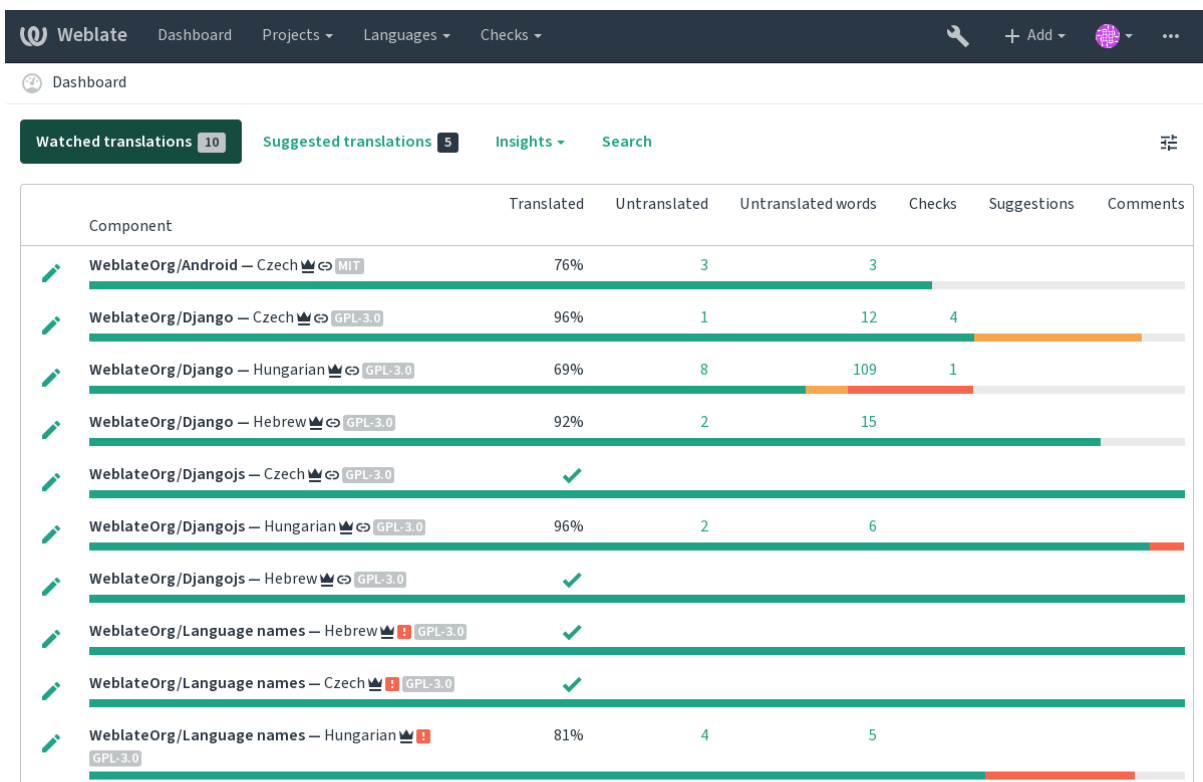 Weblate Dashboard Projects Languages Checks Add
Dashboard
Watched translations 10 Suggested translations 5 Insights Search
Translated Untranslated Untranslated words Checks Suggestions Comments
Component
WeblateOrg/Android — Czech MIT 76% 3 3
WeblateOrg/Django — Czech GPL-3.0 96% 1 12 4
WeblateOrg/Django — Hungarian GPL-3.0 69% 8 109 1
WeblateOrg/Django — Hebrew GPL-3.0 92% 2 15
WeblateOrg/Djangojs — Czech GPL-3.0
WeblateOrg/Djangojs — Hungarian GPL-3.0 96% 2 6
WeblateOrg/Djangojs — Hebrew GPL-3.0
WeblateOrg/Language names — Hebrew GPL-3.0
WeblateOrg/Language names — Czech GPL-3.0
WeblateOrg/Language names — Hungarian 81% 4 5
GPL-3.0